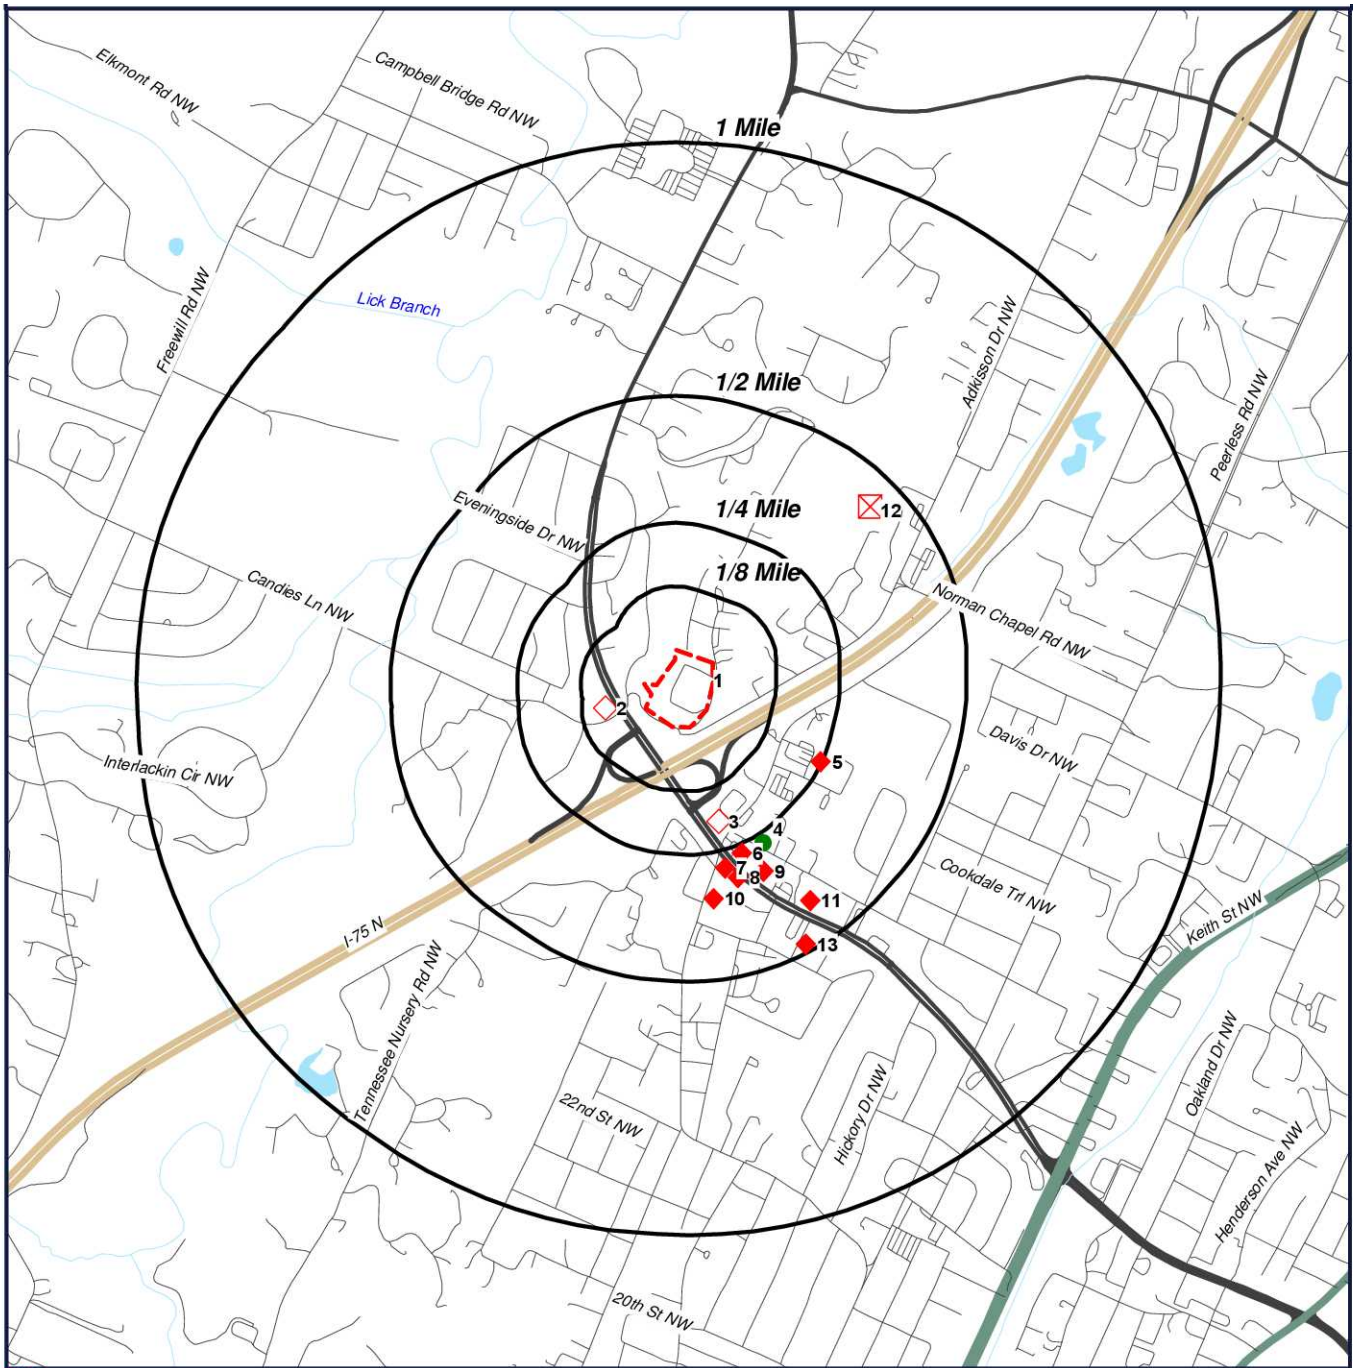 Elkmont Rd NW
Campbell Bridge Rd NW
1 Mile
Freewill Rd NW
Lick Branch
Adkisson Dr NW
1/2 Mile
Peerless Rd NW
Eveningside Dr NW
1/4 Mile
12
1/8 Mile
Candies Ln NW
Norman Chapel Rd NW
1
2
Davis Dr NW
Interlackin Cir NW
5
3
4
6
7
8
9
Cookdale Trl NW
10
11
Keith St NW
I-75 N
13
Tennessee Nursery Rd NW
Oakland Dr NW
22nd St NW
Hickory Dr NW
Henderson Ave NW
20th St NW